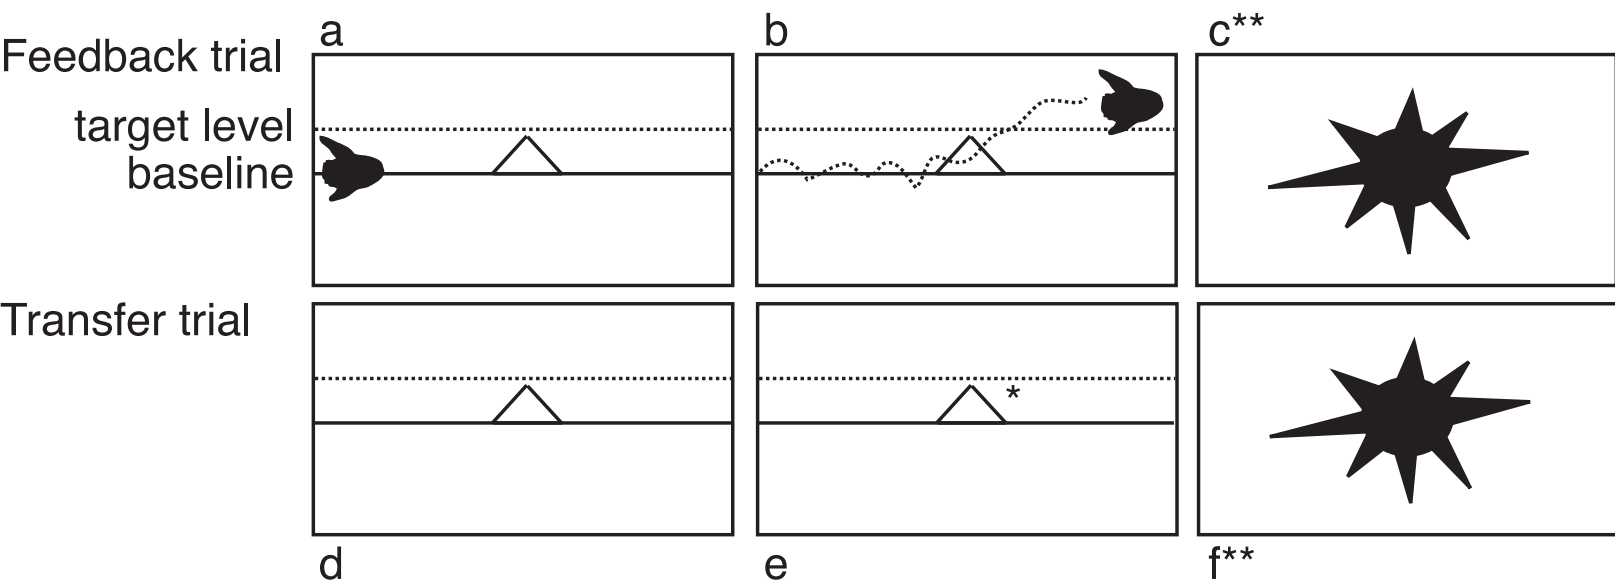 a
b
c**
Feedback trial
target level
baseline
Transfer trial
*
d
e
f**